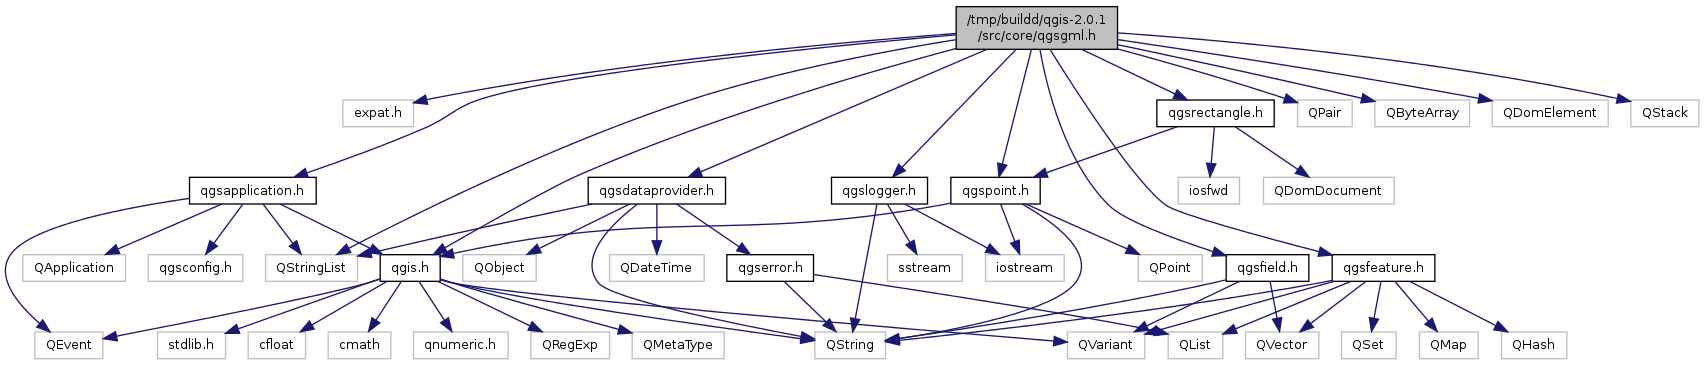 /tmp/buildd/qgis-2.0.1
/src/core/qgsgml.h
expat.h
qgsrectangle.h
QPair
QByteArray
QDomElement
QStack
qgsapplication.h
qgsdataprovider.h
qgslogger.h
qgspoint.h
iosfwd
QDomDocument
QApplication
qgsconfig.h
QStringList
qgis.h
QObject
QDateTime
qgserror.h
sstream
iostream
QPoint
qgsfield.h
qgsfeature.h
QEvent
stdlib.h
cfloat
cmath
qnumeric.h
QRegExp
QMetaType
QString
QVariant
QList
QVector
QSet
QMap
QHash